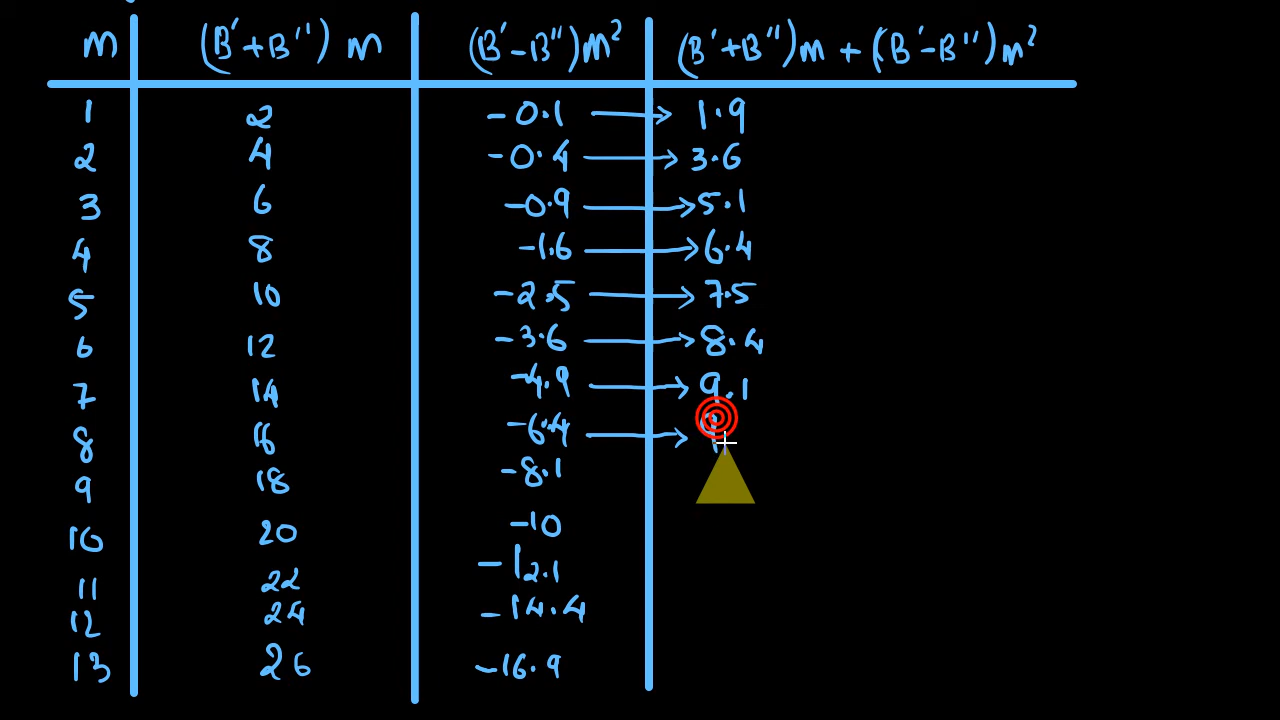 m (B′+B″) m (B′−B″)m² (B′+B″)m + (B′−B″)m²
1 2 −0.1 → 1.9
2 4 −0.4 → 3.6
3 6 −0.9 → 5.1
4 8 −1.6 → 6.4
5 10 −2.5 → 7.5
6 12 −3.6 → 8.4
7 14 −4.9 → 9.1
8 16 −6.4 → 9
9 18 −8.1
10 20 −10
11 22 −12.1
12 24 −14.4
13 26 −16.9